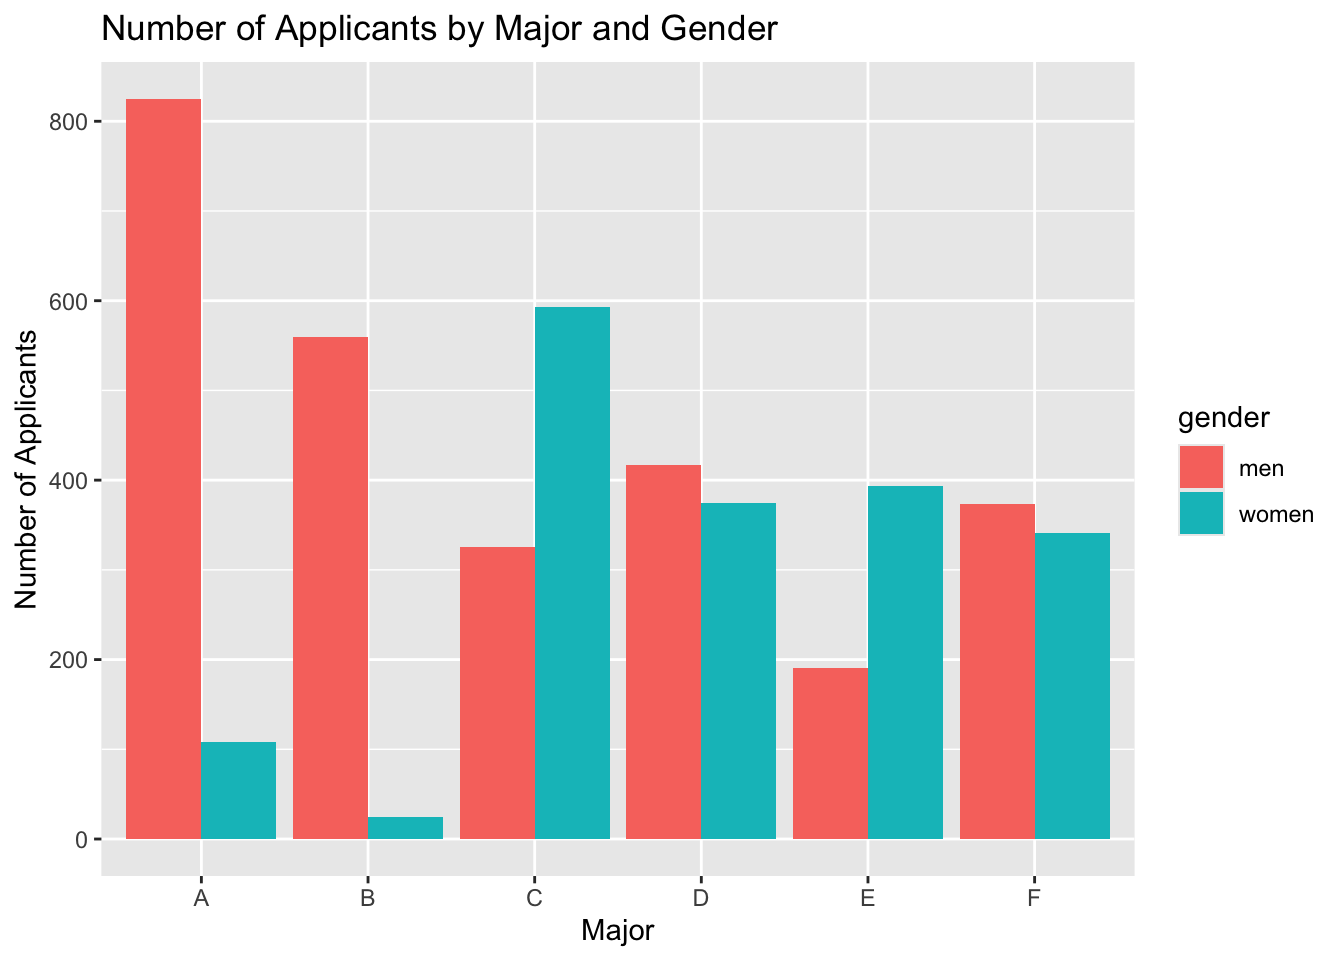 Number of Applicants by Major and Gender
Number of Applicants
800
600
400
200
0
A B C D E F
Major
gender
men
women